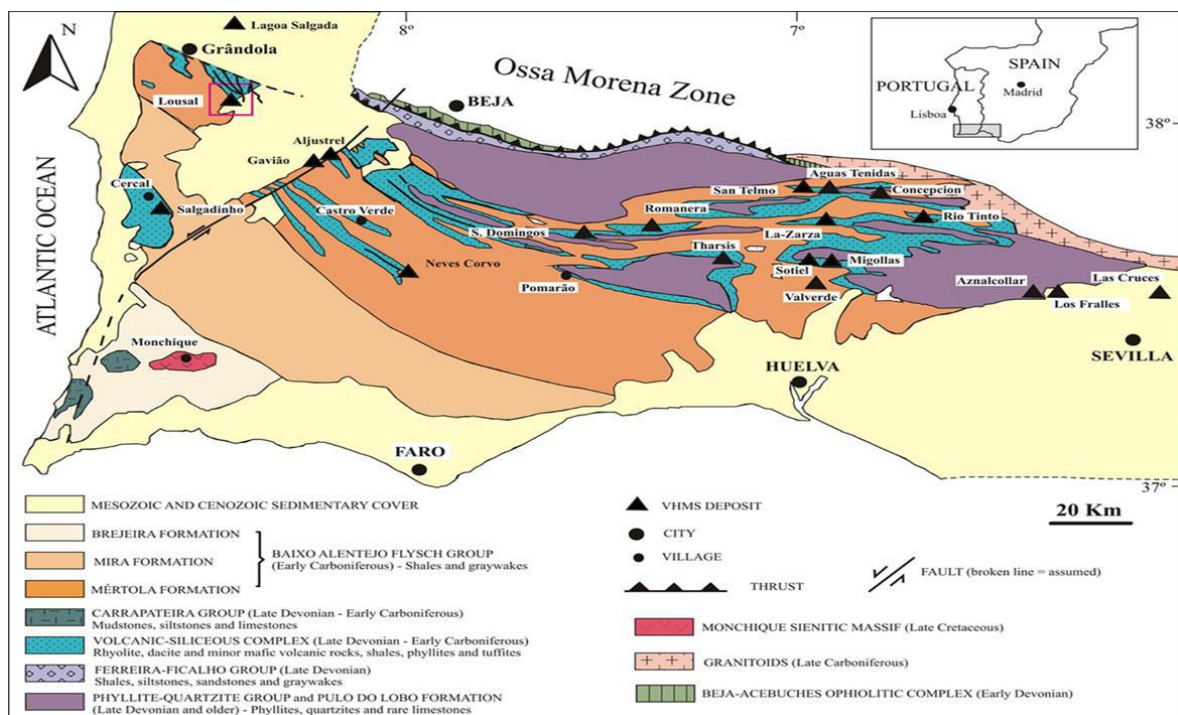 N
Lagoa Salgada
Grândola
8º
7º
Ossa Morena Zone
PORTUGAL
SPAIN
Madrid
Lisboa
38º
Lousal
BEJA
Aljustrel
Gavião
Aguas Tenidas
San Telmo
Concepcion
ATLANTIC OCEAN
Cercal
Salgadinho
Castro Verde
Romanera
Rio Tinto
S. Domingos
La-Zarza
Tharsis
Neves Corvo
Migollas
Sotiel
Pomarão
Valverde
Aznalcollar
Las Cruces
Los Fralles
Monchique
HUELVA
SEVILLA
FARO
37º
MESOZOIC AND CENOZOIC SEDIMENTARY COVER
BREJEIRA FORMATION
MIRA FORMATION
MÉRTOLA FORMATION
BAIXO ALENTEJO FLYSCH GROUP
(Early Carboniferous) - Shales and graywakes
CARRAPATEIRA GROUP (Late Devonian - Early Carboniferous)
Mudstones, siltstones and limestones
VOLCANIC-SILICEOUS COMPLEX (Late Devonian - Early Carboniferous)
Rhyolite, dacite and minor mafic volcanic rocks, shales, phyllites and tuffites
FERREIRA-FICALHO GROUP (Late Devonian)
Shales, siltstones, sandstones and graywakes
PHYLLITE-QUARTZITE GROUP and PULO DO LOBO FORMATION
(Late Devonian and older) - Phyllites, quartzites and rare limestones
VHMS DEPOSIT
CITY
VILLAGE
20 Km
THRUST
FAULT (broken line = assumed)
MONCHIQUE SIENITIC MASSIF (Late Cretaceous)
GRANITOIDS (Late Carboniferous)
BEJA-ACEBUCHES OPHIOLITIC COMPLEX (Early Devonian)